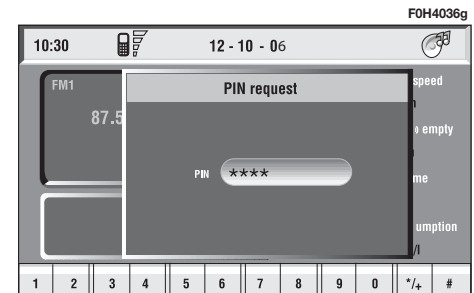 F0H4036g
10:30 12 - 10 - 06
FM1
87.5
PIN request
PIN ****
speed
empty
me
umption
/l
1 2 3 4 5 6 7 8 9 0 */+ #